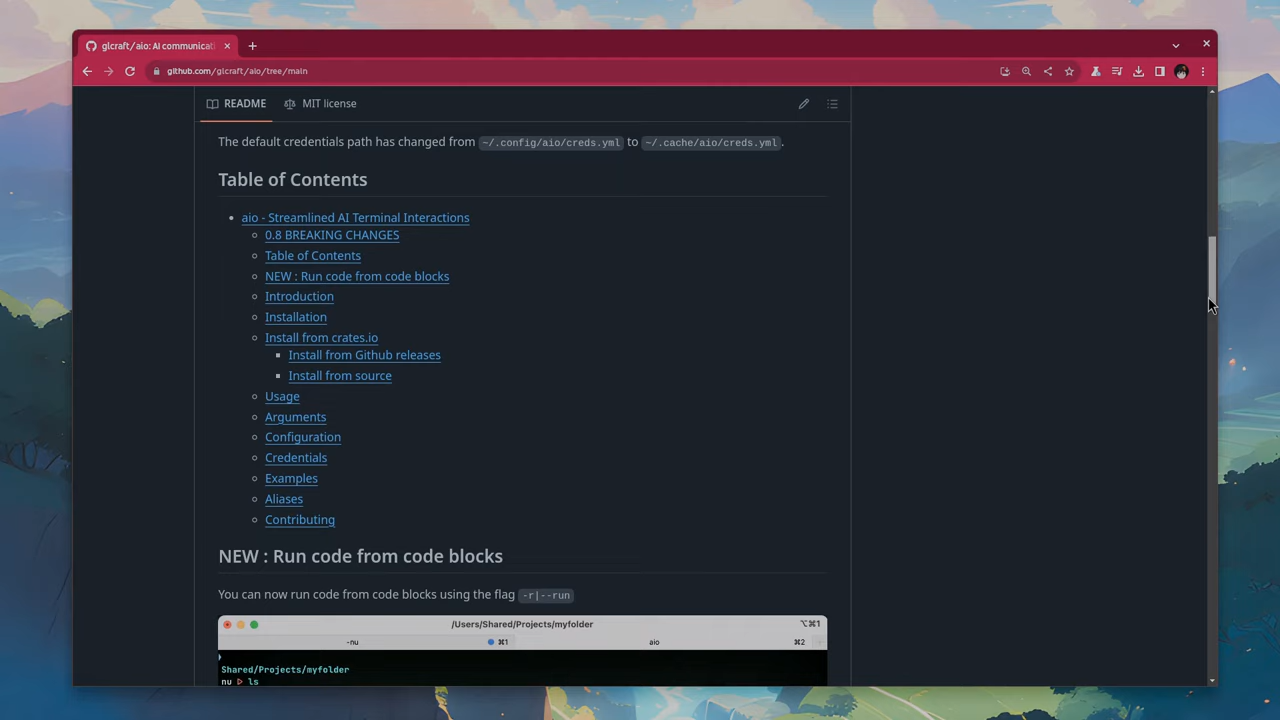 glcraft/aio: AI communicati
github.com/glcraft/aio/tree/main
README
MIT license
The default credentials path has changed from ~/.config/aio/creds.yml to ~/.cache/aio/creds.yml.
Table of Contents
aio - Streamlined AI Terminal Interactions
0.8 BREAKING CHANGES
Table of Contents
NEW : Run code from code blocks
Introduction
Installation
Install from crates.io
Install from Github releases
Install from source
Usage
Arguments
Configuration
Credentials
Examples
Aliases
Contributing
NEW : Run code from code blocks
You can now run code from code blocks using the flag -r|--run
/Users/Shared/Projects/myfolder
⌥⌘1
-nu
⌘1
aio
⌘2
Shared/Projects/myfolder
nu ▷ ls